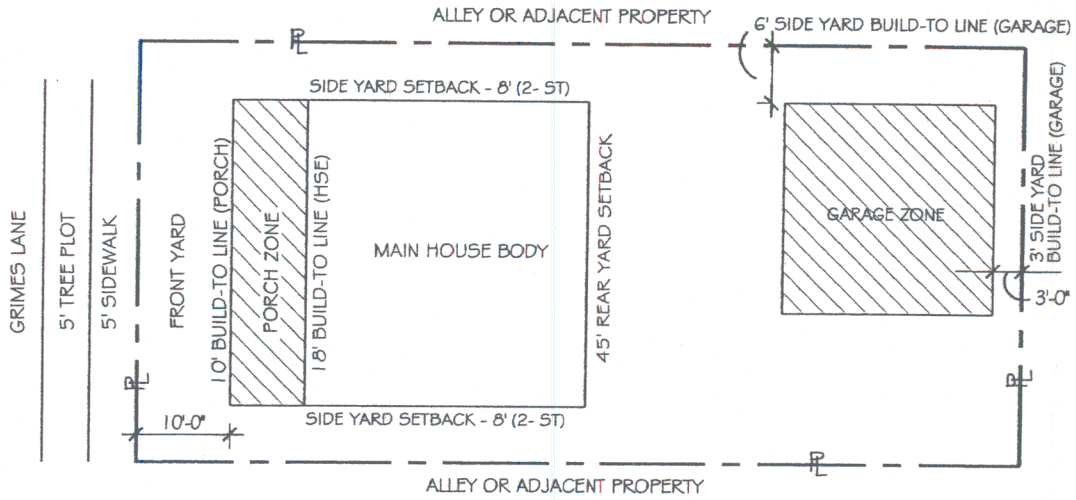 ALLEY OR ADJACENT PROPERTY
6' SIDE YARD BUILD-TO LINE (GARAGE)
PL
SIDE YARD SETBACK - 8' (2- ST)
GRIMES LANE
5' TREE PLOT
5' SIDEWALK
FRONT YARD
10' BUILD-TO LINE (PORCH)
PORCH ZONE
18' BUILD-TO LINE (HSE)
MAIN HOUSE BODY
45' REAR YARD SETBACK
GARAGE ZONE
3' SIDE YARD
BUILD-TO LINE (GARAGE)
3'-0"
PL
PL
10'-0"
SIDE YARD SETBACK - 8' (2- ST)
PL
ALLEY OR ADJACENT PROPERTY